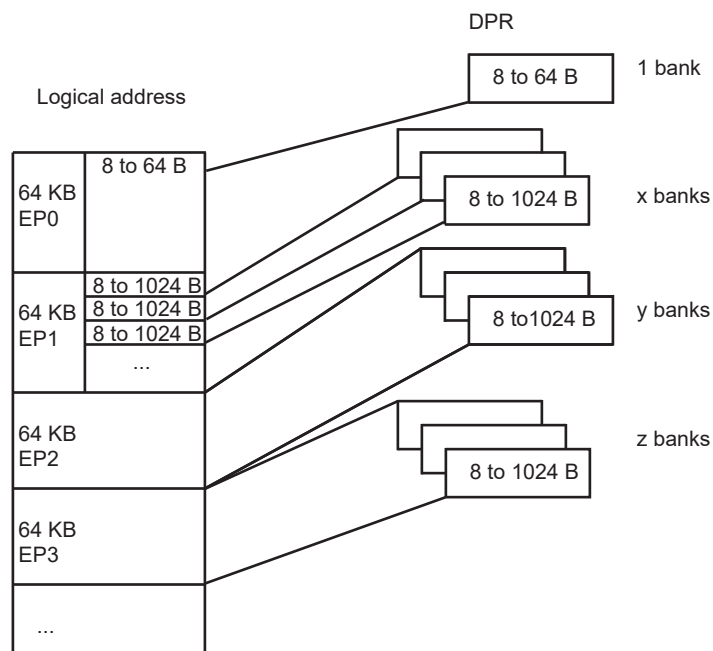 DPR
8 to 64 B
1 bank
Logical address
8 to 64 B
64 KB
EP0
8 to 1024 B
x banks
8 to 1024 B
8 to 1024 B
8 to 1024 B
...
64 KB
EP1
8 to1024 B
y banks
64 KB
EP2
8 to 1024 B
z banks
64 KB
EP3
...